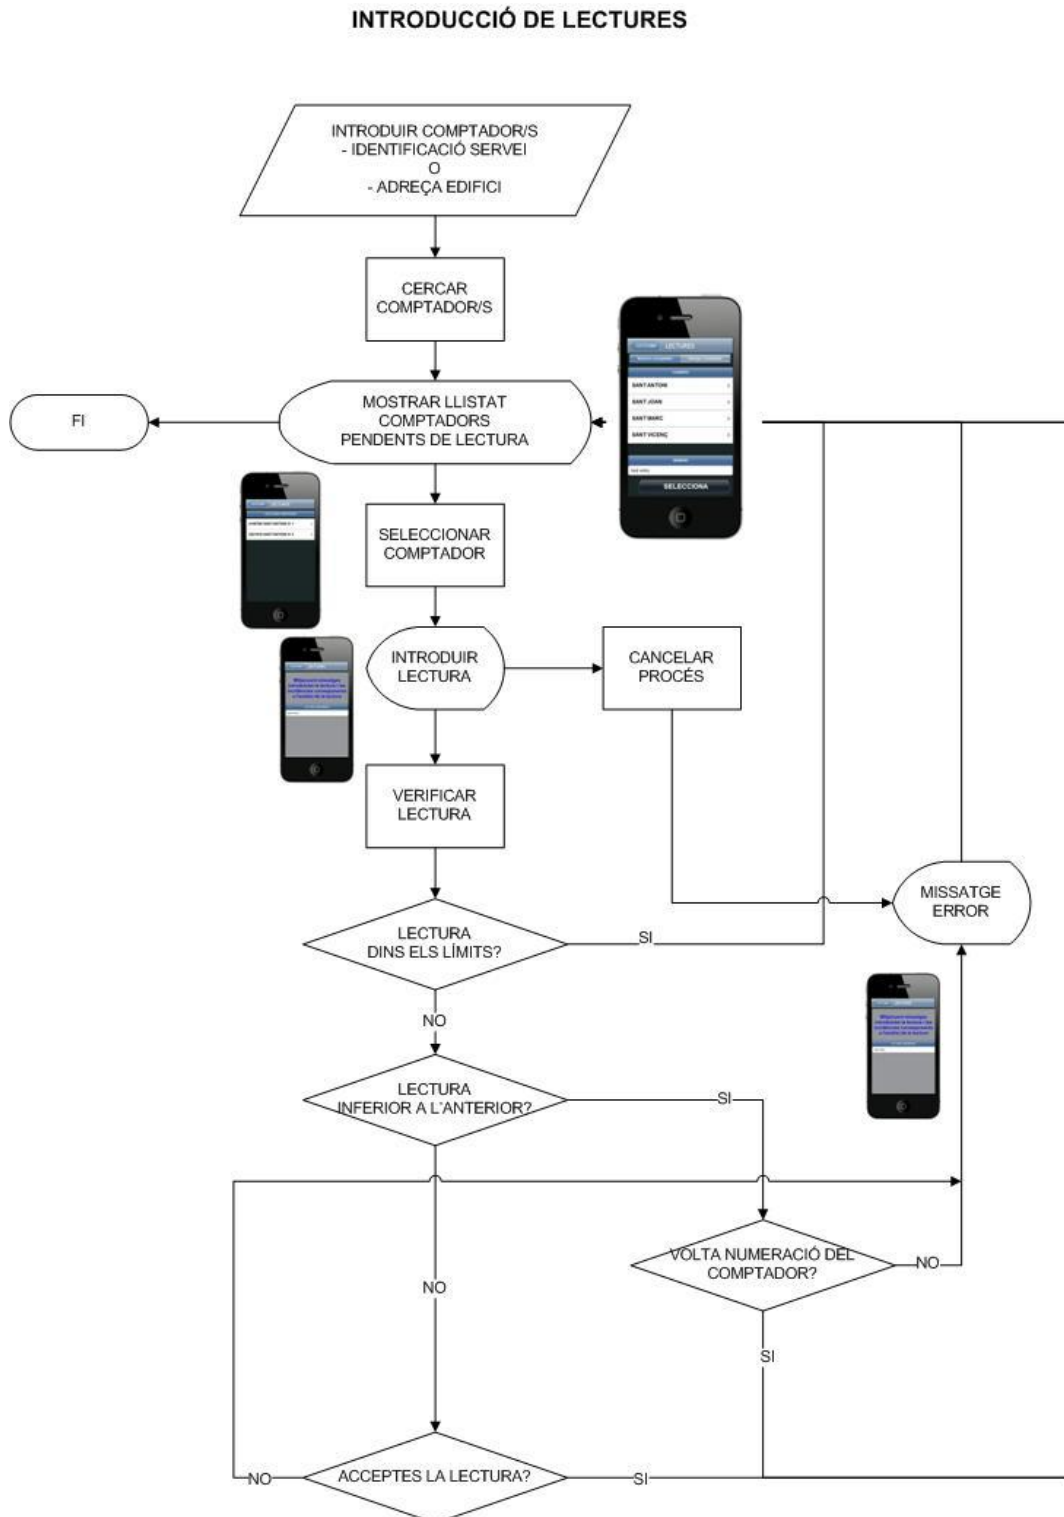 INTRODUCCIÓ DE LECTURES
INTRODUIR COMPTADOR/S
- IDENTIFICACIÓ SERVEI
O
- ADREÇA EDIFICI
CERCAR
COMPTADOR/S
LECTURES
SANT ANTONI
SANT JOAN
SANT MARC
SANT VICENÇ
SELECCIONA
FI
MOSTRAR LLISTAT
COMPTADORS
PENDENTS DE LECTURA
LECTURES
SELECCIONAR
COMPTADOR
INTRODUIR
LECTURA
CANCELAR
PROCÉS
LECTURES
VERIFICAR
LECTURA
MISSATGE
ERROR
LECTURA
DINS ELS LÍMITS?
SI
NO
LECTURA
INFERIOR A L'ANTERIOR?
SI
VOLTA NUMERACIÓ DEL
COMPTADOR?
NO
NO
SI
NO
ACCEPTES LA LECTURA?
SI